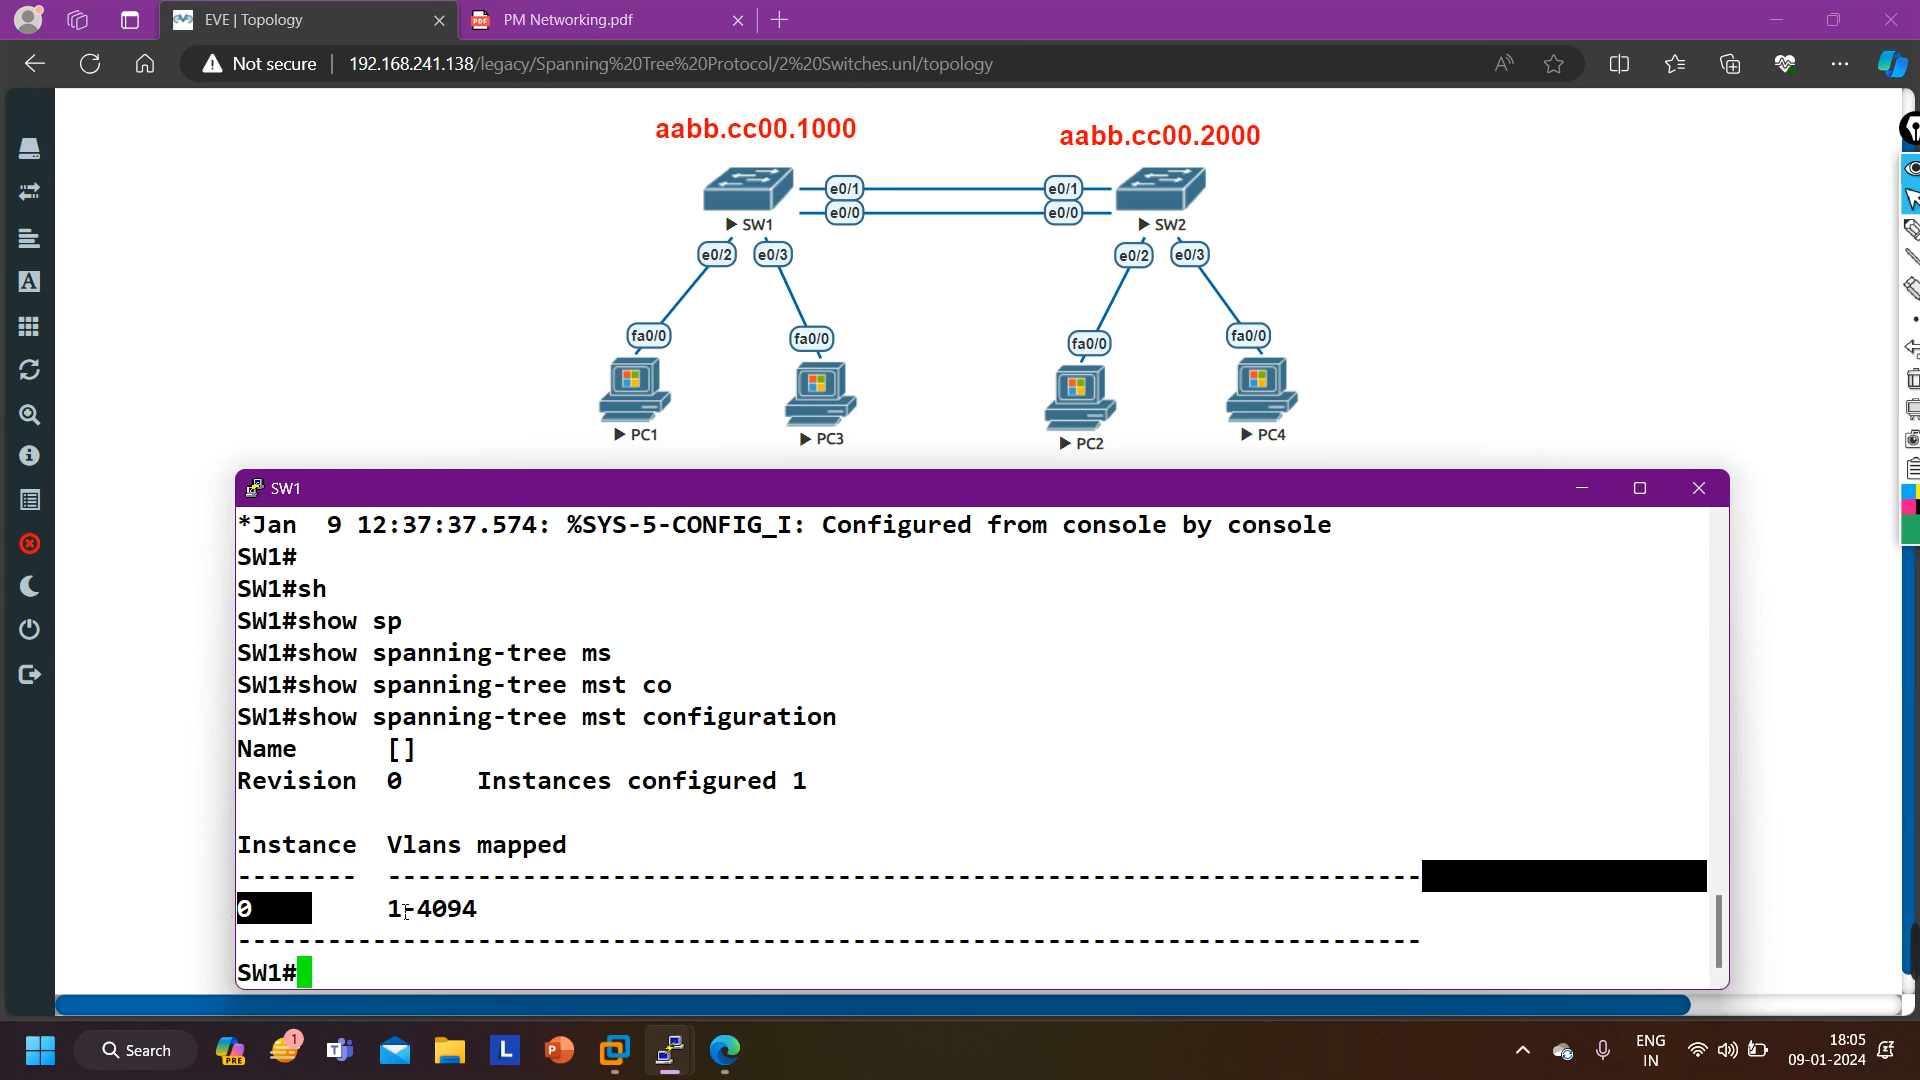 EVE | Topology
PM Networking.pdf
Not secure
192.168.241.138/legacy/Spanning%20Tree%20Protocol/2%20Switches.unl/topology
aabb.cc00.1000
aabb.cc00.2000
e0/1
e0/1
e0/0
e0/0
SW1
SW2
e0/2
e0/3
e0/2
e0/3
fa0/0
fa0/0
fa0/0
fa0/0
PC1
PC3
PC2
PC4
SW1
*Jan  9 12:37:37.574: %SYS-5-CONFIG_I: Configured from console by console
SW1#
SW1#sh
SW1#show sp
SW1#show spanning-tree ms
SW1#show spanning-tree mst co
SW1#show spanning-tree mst configuration
Name      []
Revision  0     Instances configured 1
Instance  Vlans mapped
--------  ---------------------------------------------------------------------
0         1-4094
-------------------------------------------------------------------------------
SW1#
Search
PRE
1
L
ENG
IN
18:05
09-01-2024